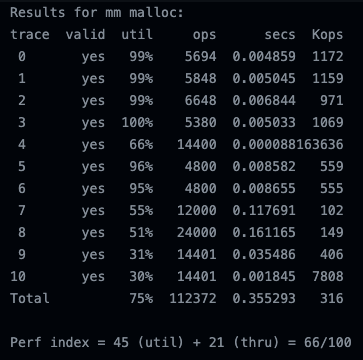 Results for mm malloc:
trace  valid  util     ops      secs  Kops
 0       yes   99%    5694  0.004859  1172
 1       yes   99%    5848  0.005045  1159
 2       yes   99%    6648  0.006844   971
 3       yes  100%    5380  0.005033  1069
 4       yes   66%   14400  0.000088163636
 5       yes   96%    4800  0.008582   559
 6       yes   95%    4800  0.008655   555
 7       yes   55%   12000  0.117691   102
 8       yes   51%   24000  0.161165   149
 9       yes   31%   14401  0.035486   406
10       yes   30%   14401  0.001845  7808
Total          75%  112372  0.355293   316
Perf index = 45 (util) + 21 (thru) = 66/100